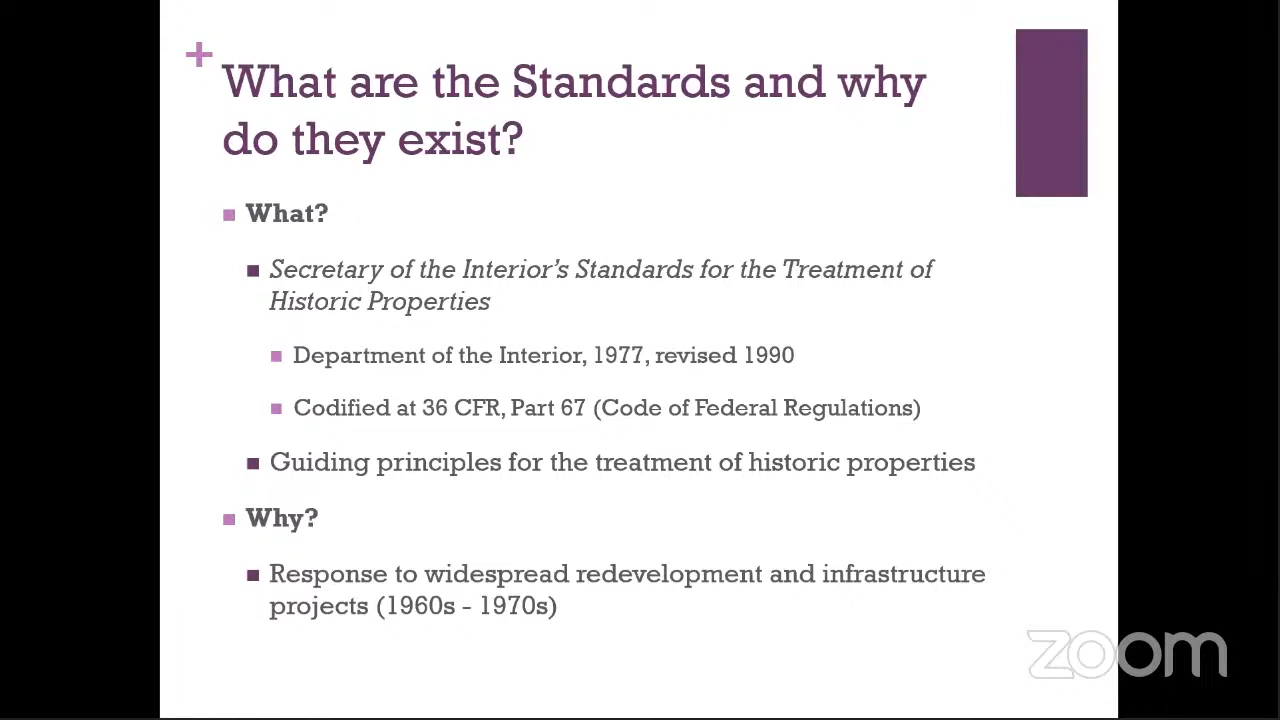 +
What are the Standards and why
do they exist?
What?
Secretary of the Interior's Standards for the Treatment of
Historic Properties
Department of the Interior, 1977, revised 1990
Codified at 36 CFR, Part 67 (Code of Federal Regulations)
Guiding principles for the treatment of historic properties
Why?
Response to widespread redevelopment and infrastructure
projects (1960s - 1970s)
zoom